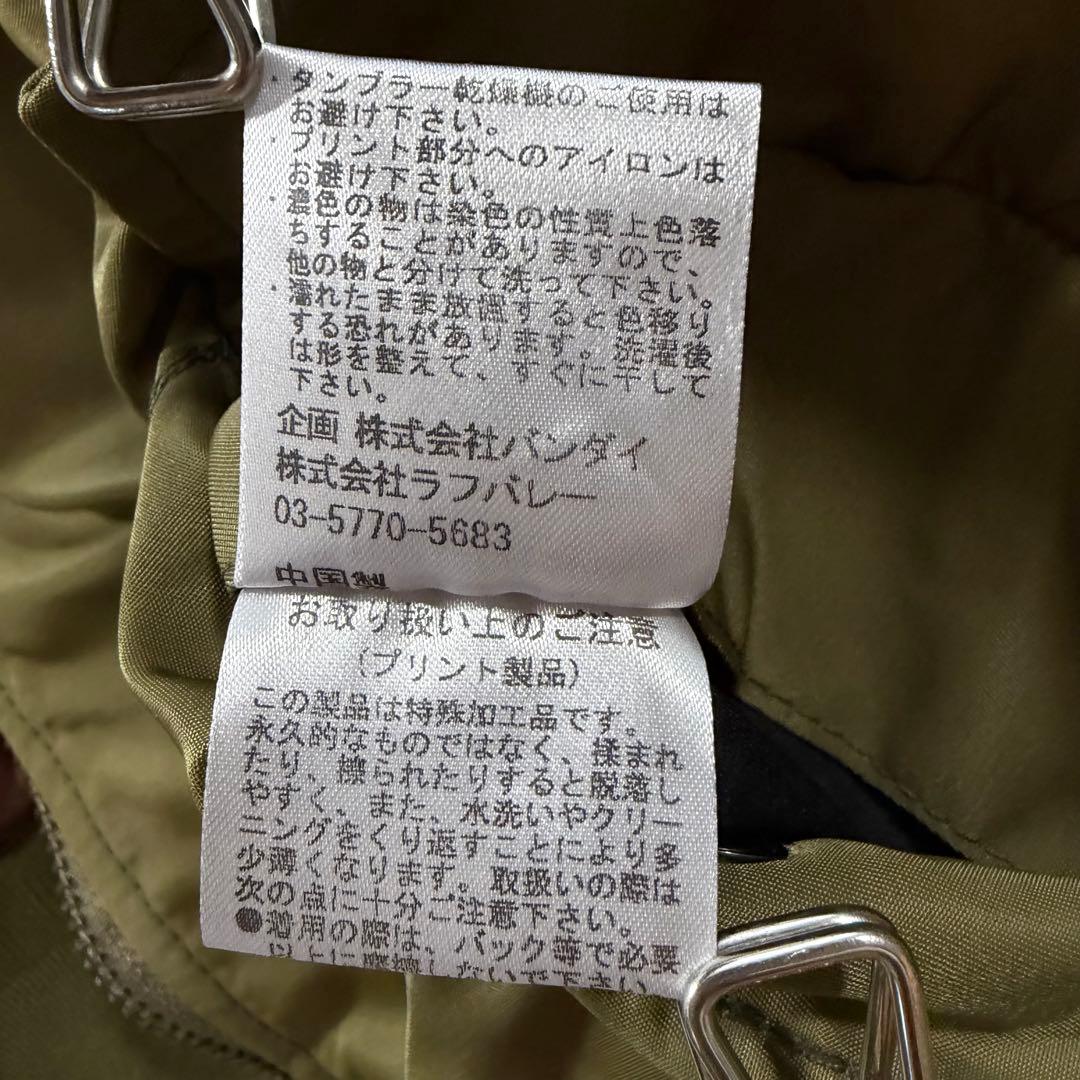 ・タンブラー乾燥機のご使用は
お避け下さい。
プリント部分へのアイロンは
お避け下さい。
・濃色の物は染色の性質上色落
ちすることがありますので、
他の物と分けて洗って下さい。
・濡れたまま放置すると色移り
する恐れがあります。洗濯後
は形を整えて、すぐに干して
下さい。
企画 株式会社バンダイ
株式会社ラフバレー
03-5770-5683
中国製
お取り扱い上のご注意
(プリント製品)
この製品は特殊加工品です。
永久的なものではなく、揉まれ
たり、擦られたりすると脱落し
やすく、また、水洗いやクリー
ニングをくり返すことにより多
少薄くなります。取扱いの際は
次の点に十分ご注意下さい。
●着用の際は、バック等で必要
以上に摩擦しないで下さい